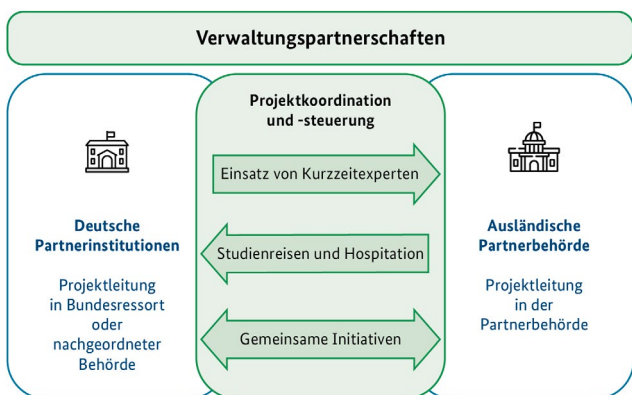 Verwaltungspartnerschaften
Projektkoordination
und -steuerung
Einsatz von Kurzzeitexperten
Studienreisen und Hospitation
Gemeinsame Initiativen
Deutsche
Partnerinstitutionen
Projektleitung
in Bundesressort
oder
nachgeordneter
Behörde
Ausländische
Partnerbehörde
Projektleitung
in der
Partnerbehörde